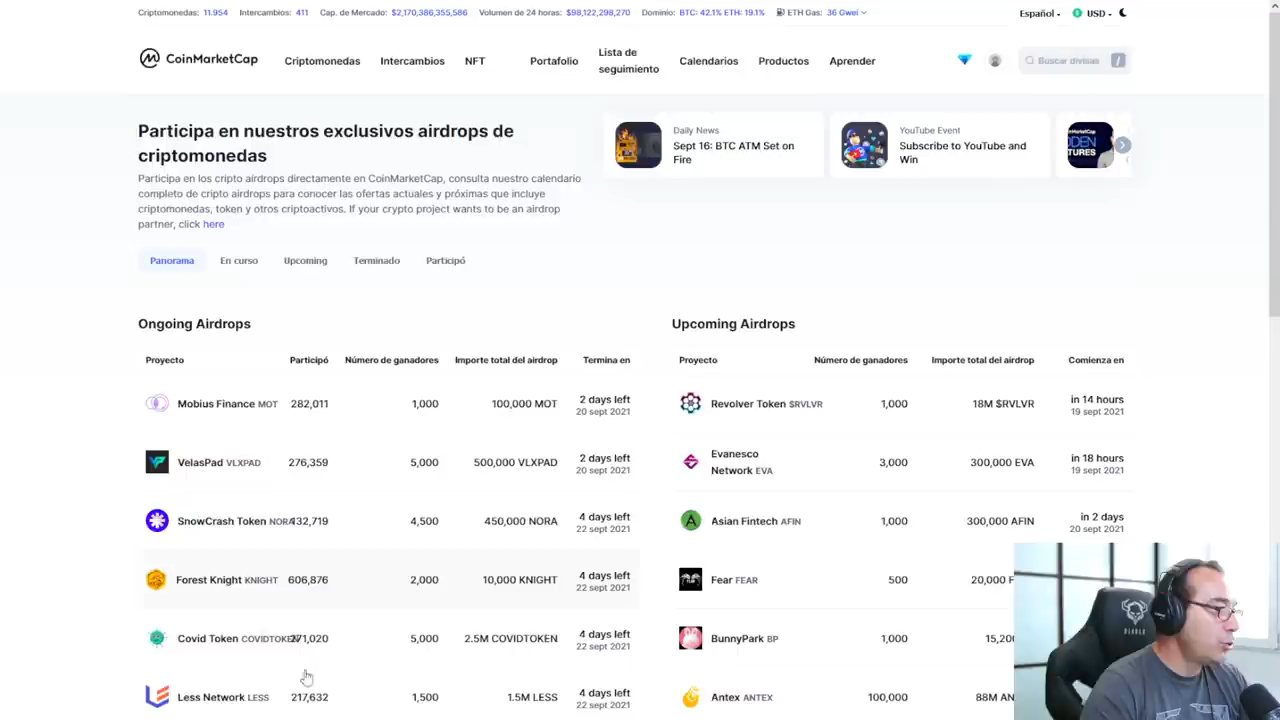 Criptomonedas: 11.954 Intercambios: 411 Cap. de Mercado: $2,170,386,355,586 Volumen de 24 horas: $98,122,298,270 Dominio: BTC: 42.1% ETH: 19.1% ETH Gas: 36 Gwei Español USD
CoinMarketCap Criptomonedas Intercambios NFT Portafolio Lista de seguimiento Calendarios Productos Aprender Buscar divisas /
Participa en nuestros exclusivos airdrops de
criptomonedas
Participa en los cripto airdrops directamente en CoinMarketCap, consulta nuestro calendario
completo de cripto airdrops para conocer las ofertas actuales y próximas que incluye
criptomonedas, token y otros criptoactivos. If your crypto project wants to be an airdrop
partner, click here
Daily News
Sept 16: BTC ATM Set on
Fire
YouTube Event
Subscribe to YouTube and
Win
Panorama En curso Upcoming Terminado Participó
Ongoing Airdrops
Proyecto Participó Número de ganadores Importe total del airdrop Termina en
Mobius Finance MOT 282,011 1,000 100,000 MOT 2 days left
20 sept 2021
VelasPad VLXPAD 276,359 5,000 500,000 VLXPAD 2 days left
20 sept 2021
SnowCrash Token 4,500 450,000 NORA 4 days left
22 sept 2021
Forest Knight KNIGHT 606,876 2,000 10,000 KNIGHT 4 days left
22 sept 2021
Covid Token 5,000 2.5M COVIDTOKEN 4 days left
22 sept 2021
Less Network LESS 217,632 1,500 1.5M LESS 4 days left
22 sept 2021
Upcoming Airdrops
Proyecto Número de ganadores Importe total del airdrop Comienza en
Revolver Token $RVLVR 1,000 18M $RVLVR in 14 hours
19 sept 2021
Evanesco
Network EVA 3,000 300,000 EVA in 18 hours
19 sept 2021
Asian Fintech AFIN 1,000 300,000 AFIN in 2 days
20 sept 2021
Fear FEAR 500 20,000
BunnyPark BP 1,000
Antex ANTEX 100,000 88M
DIABLO